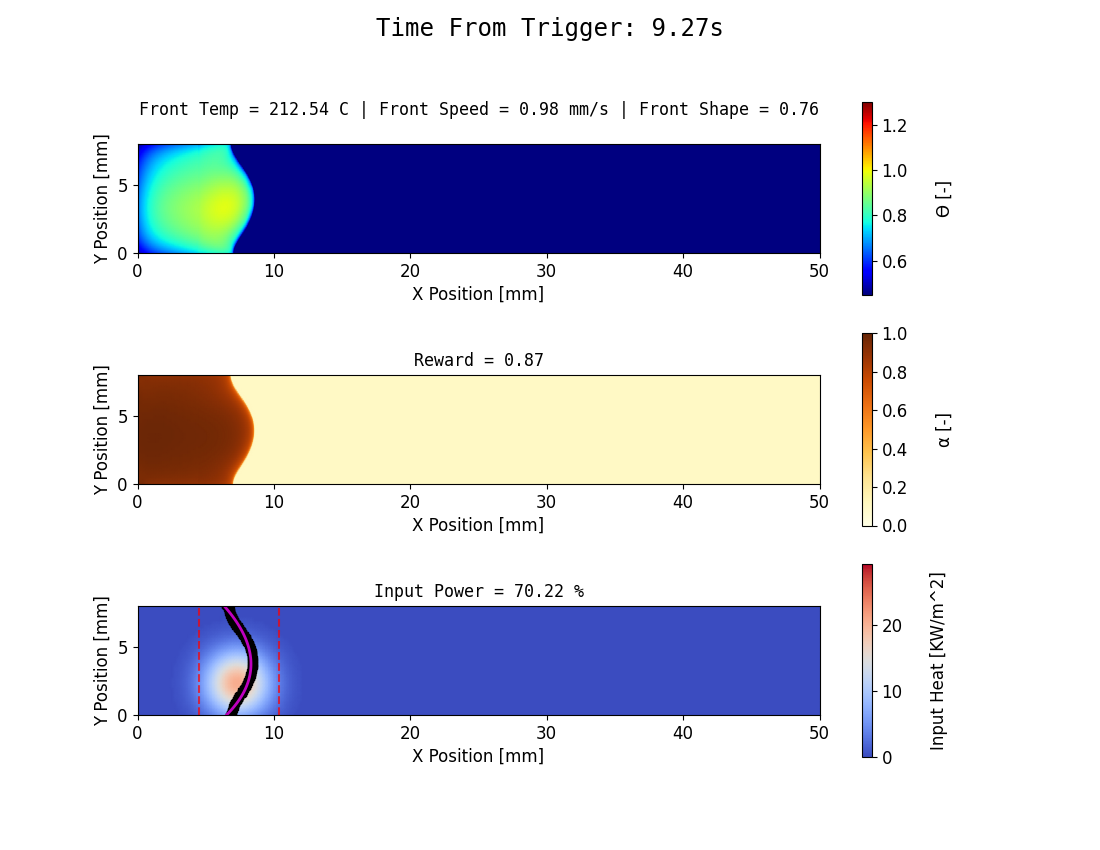 Time From Trigger: 9.27s
Front Temp = 212.54 C | Front Speed = 0.98 mm/s | Front Shape = 0.76
Y Position [mm]
5
0
0 10 20 30 40 50
X Position [mm]
1.2
1.0
0.8
0.6
Θ [-]
Reward = 0.87
Y Position [mm]
5
0
0 10 20 30 40 50
X Position [mm]
1.0
0.8
0.6
0.4
0.2
0.0
α [-]
Input Power = 70.22 %
Y Position [mm]
5
0
0 10 20 30 40 50
X Position [mm]
20
10
0
Input Heat [KW/m^2]